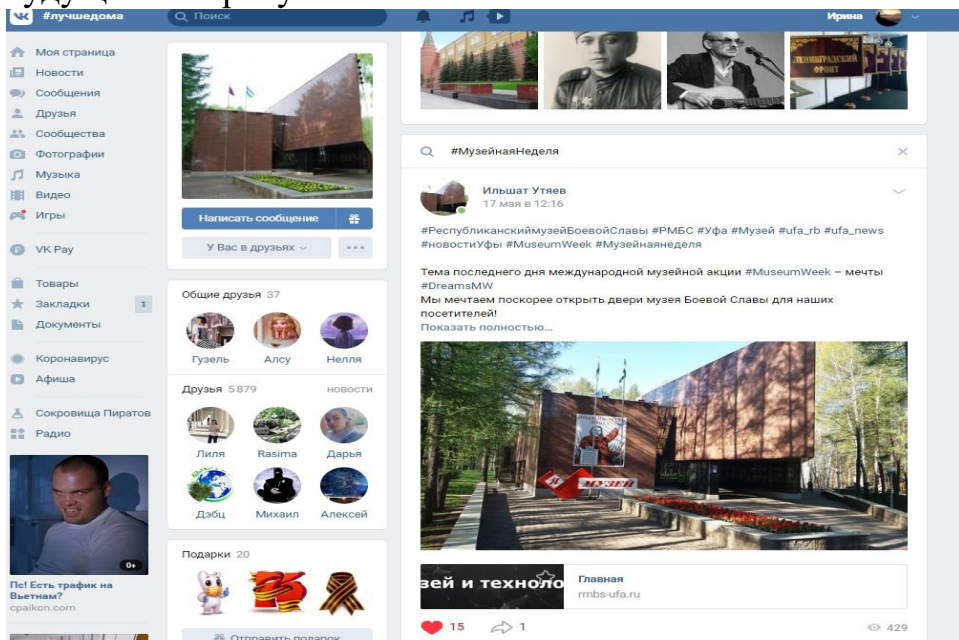 #лучшедома
Поиск
Ирина
Моя страница
Новости
Сообщения
Друзья
Сообщества
Фотографии
Музыка
Видео
Игры
VK Pay
Товары
Закладки 1
Документы
Коронавирус
Афиша
Сокровища Пиратов
Радио
0+
Пс! Есть трафик на
Вьетнам?
cpaikon.com
Написать сообщение
У Вас в друзьях
Общие друзья 37
Гузель Алсу Нелля
Друзья 5 879 новости
Лиля Rasima Дарья
Дэбц Михаил Алексей
Подарки 20
Отправить подарок
ЛЕНИНГРАДСКИЙ
ФРОНТ
#МузейнаяНеделя
Ильшат Утяев
17 мая в 12:16
#РеспубликанскиймузейБоевойСлавы #РМБС #Уфа #Музей #ufa_rb #ufa_news
#новостиУфы #MuseumWeek #Музейнаянеделя
Тема последнего дня международной музейной акции #MuseumWeek – мечты
#DreamsMW
Мы мечтаем поскорее открыть двери музея Боевой Славы для наших
посетителей!
Показать полностью...
Я МУЗЕЙ
зей и техноло
Главная
rmbs-ufa.ru
15 1 429